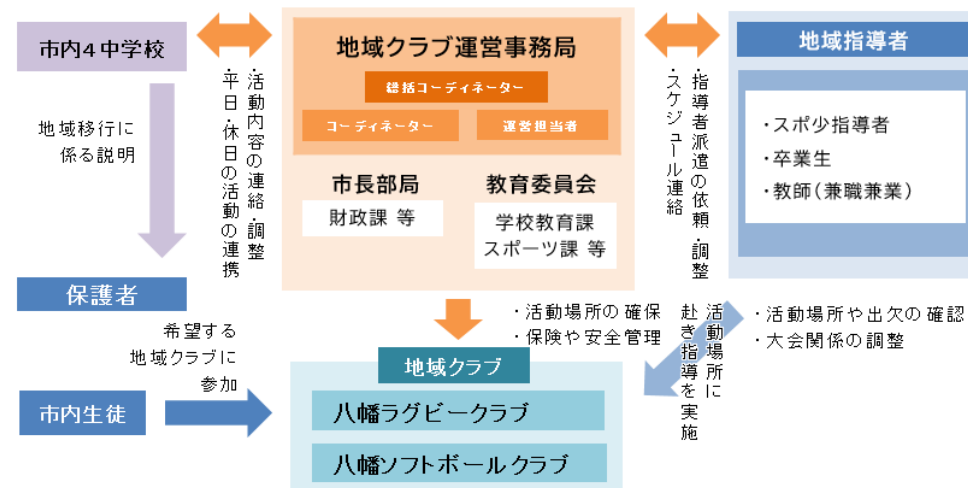 市内4中学校
地域移行に
係る説明
・活動内容の連絡・調整
・平日・休日の活動の連携
地域クラブ運営事務局
総括コーディネーター
コーディネーター
運営担当者
市長部局
財政課 等
教育委員会
学校教育課
スポーツ課 等
・指導者派遣の依頼・調整
・スケジュール連絡
地域指導者
・スポ少指導者
・卒業生
・教師(兼職兼業)
保護者
希望する
地域クラブに
参加
市内生徒
・活動場所の確保
・保険や安全管理
活動場所に
赴き指導を実施
・活動場所や出欠の確認
・大会関係の調整
地域クラブ
八幡ラグビークラブ
八幡ソフトボールクラブ